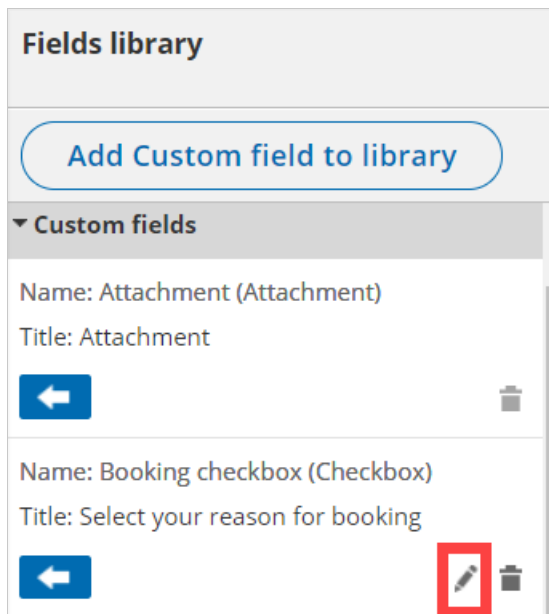 Fields library
Add Custom field to library
Custom fields
Name: Attachment (Attachment)
Title: Attachment
Name: Booking checkbox (Checkbox)
Title: Select your reason for booking